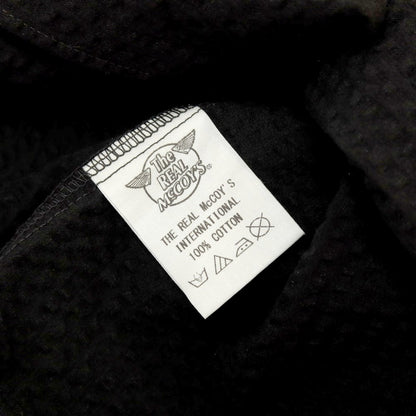 The
REAL
McCOY'S®
THE REAL McCOY S
INTERNATIONAL
100% COTTON